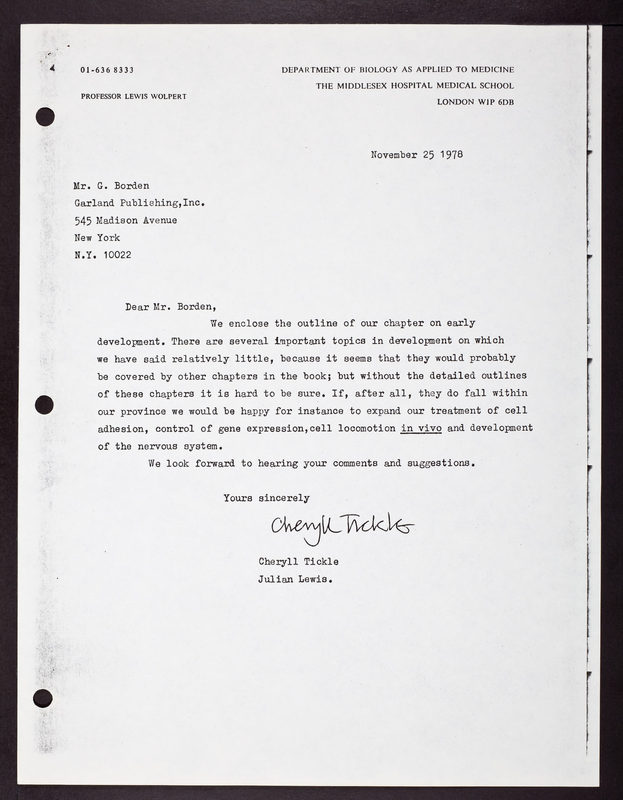 01-636 8333
PROFESSOR LEWIS WOLPERT
DEPARTMENT OF BIOLOGY AS APPLIED TO MEDICINE
THE MIDDLESEX HOSPITAL MEDICAL SCHOOL
LONDON W1P 6DB
November 25 1978
Mr. G. Borden
Garland Publishing,Inc.
545 Madison Avenue
New York
N.Y. 10022
Dear Mr. Borden,
We enclose the outline of our chapter on early
development. There are several important topics in development on which
we have said relatively little, because it seems that they would probably
be covered by other chapters in the book; but without the detailed outlines
of these chapters it is hard to be sure. If, after all, they do fall within
our province we would be happy for instance to expand our treatment of cell
adhesion, control of gene expression,cell locomotion in vivo and development
of the nervous system.
We look forward to hearing your comments and suggestions.
Yours sincerely
Cheryll Tickle
Cheryll Tickle
Julian Lewis.